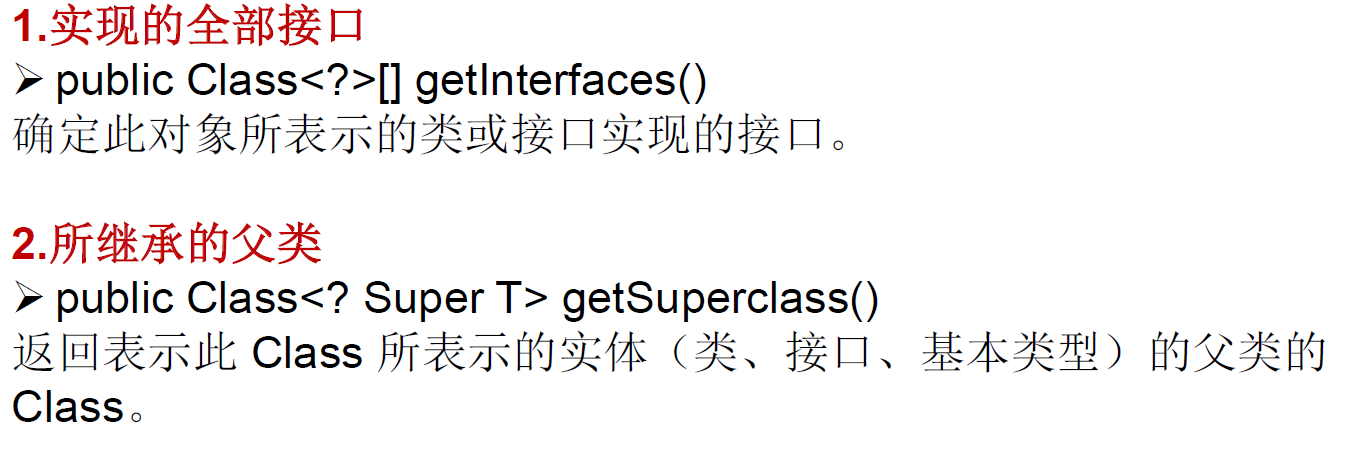 1.实现的全部接口
➢ public Class<?>[] getInterfaces()
确定此对象所表示的类或接口实现的接口。
2.所继承的父类
➢ public Class<? Super T> getSuperclass()
返回表示此 Class 所表示的实体（类、接口、基本类型）的父类的
Class。